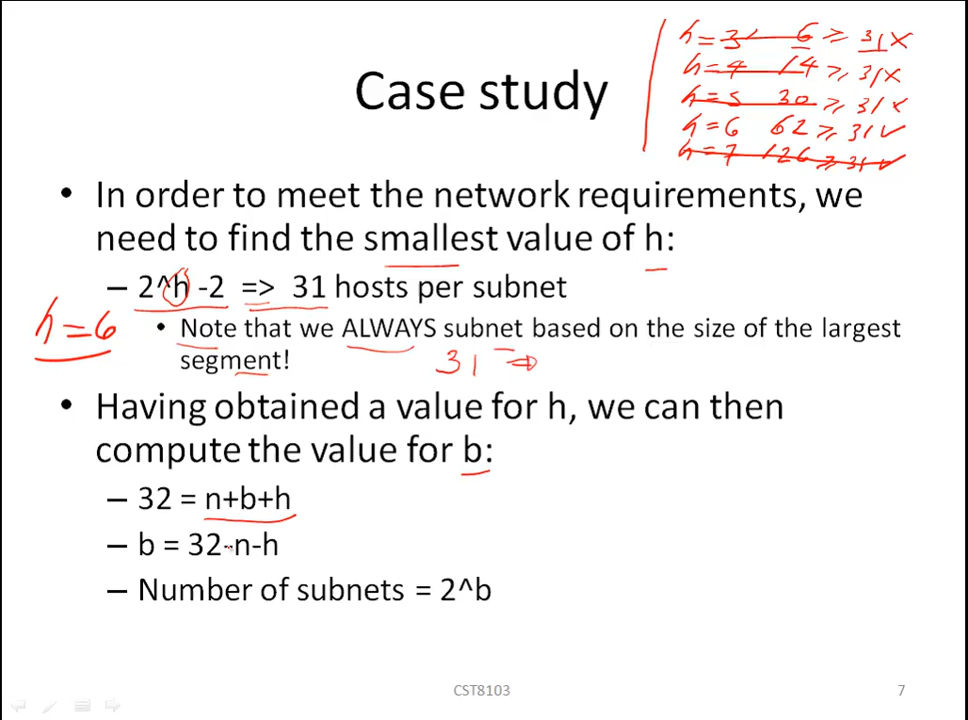 h=3 6 ≥ 31 x
h=4 14 ≥ 31 x
h=5 30 ≥ 31 x
h=6 62 ≥ 31 ✓
h=7 126 ≥ 31 ✓
Case study
• In order to meet the network requirements, we
need to find the smallest value of h:
– 2^h -2 => 31 hosts per subnet
h=6
• Note that we ALWAYS subnet based on the size of the largest
segment!
31 ⇒
• Having obtained a value for h, we can then
compute the value for b:
– 32 = n+b+h
– b = 32-n-h
– Number of subnets = 2^b
CST8103
7